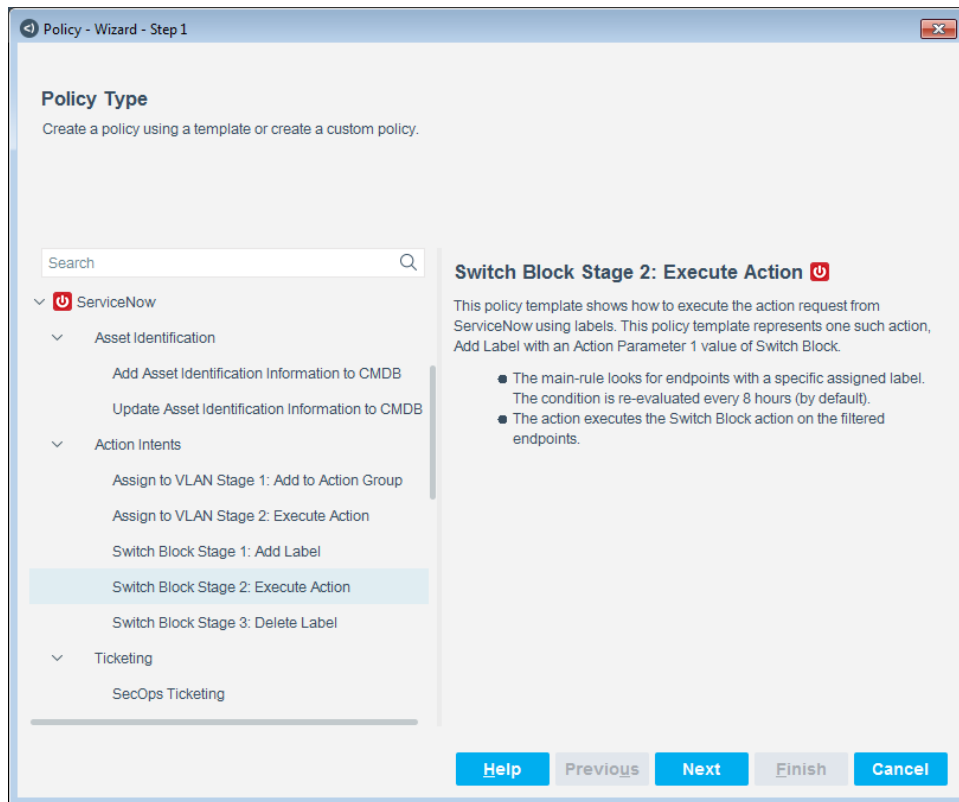 Policy - Wizard - Step 1
Policy Type
Create a policy using a template or create a custom policy.
Search
ServiceNow
Asset Identification
Add Asset Identification Information to CMDB
Update Asset Identification Information to CMDB
Action Intents
Assign to VLAN Stage 1: Add to Action Group
Assign to VLAN Stage 2: Execute Action
Switch Block Stage 1: Add Label
Switch Block Stage 2: Execute Action
Switch Block Stage 3: Delete Label
Ticketing
SecOps Ticketing
Switch Block Stage 2: Execute Action
This policy template shows how to execute the action request from
ServiceNow using labels. This policy template represents one such action,
Add Label with an Action Parameter 1 value of Switch Block.
The main-rule looks for endpoints with a specific assigned label.
The condition is re-evaluated every 8 hours (by default).
The action executes the Switch Block action on the filtered
endpoints.
Help
Previous
Next
Finish
Cancel